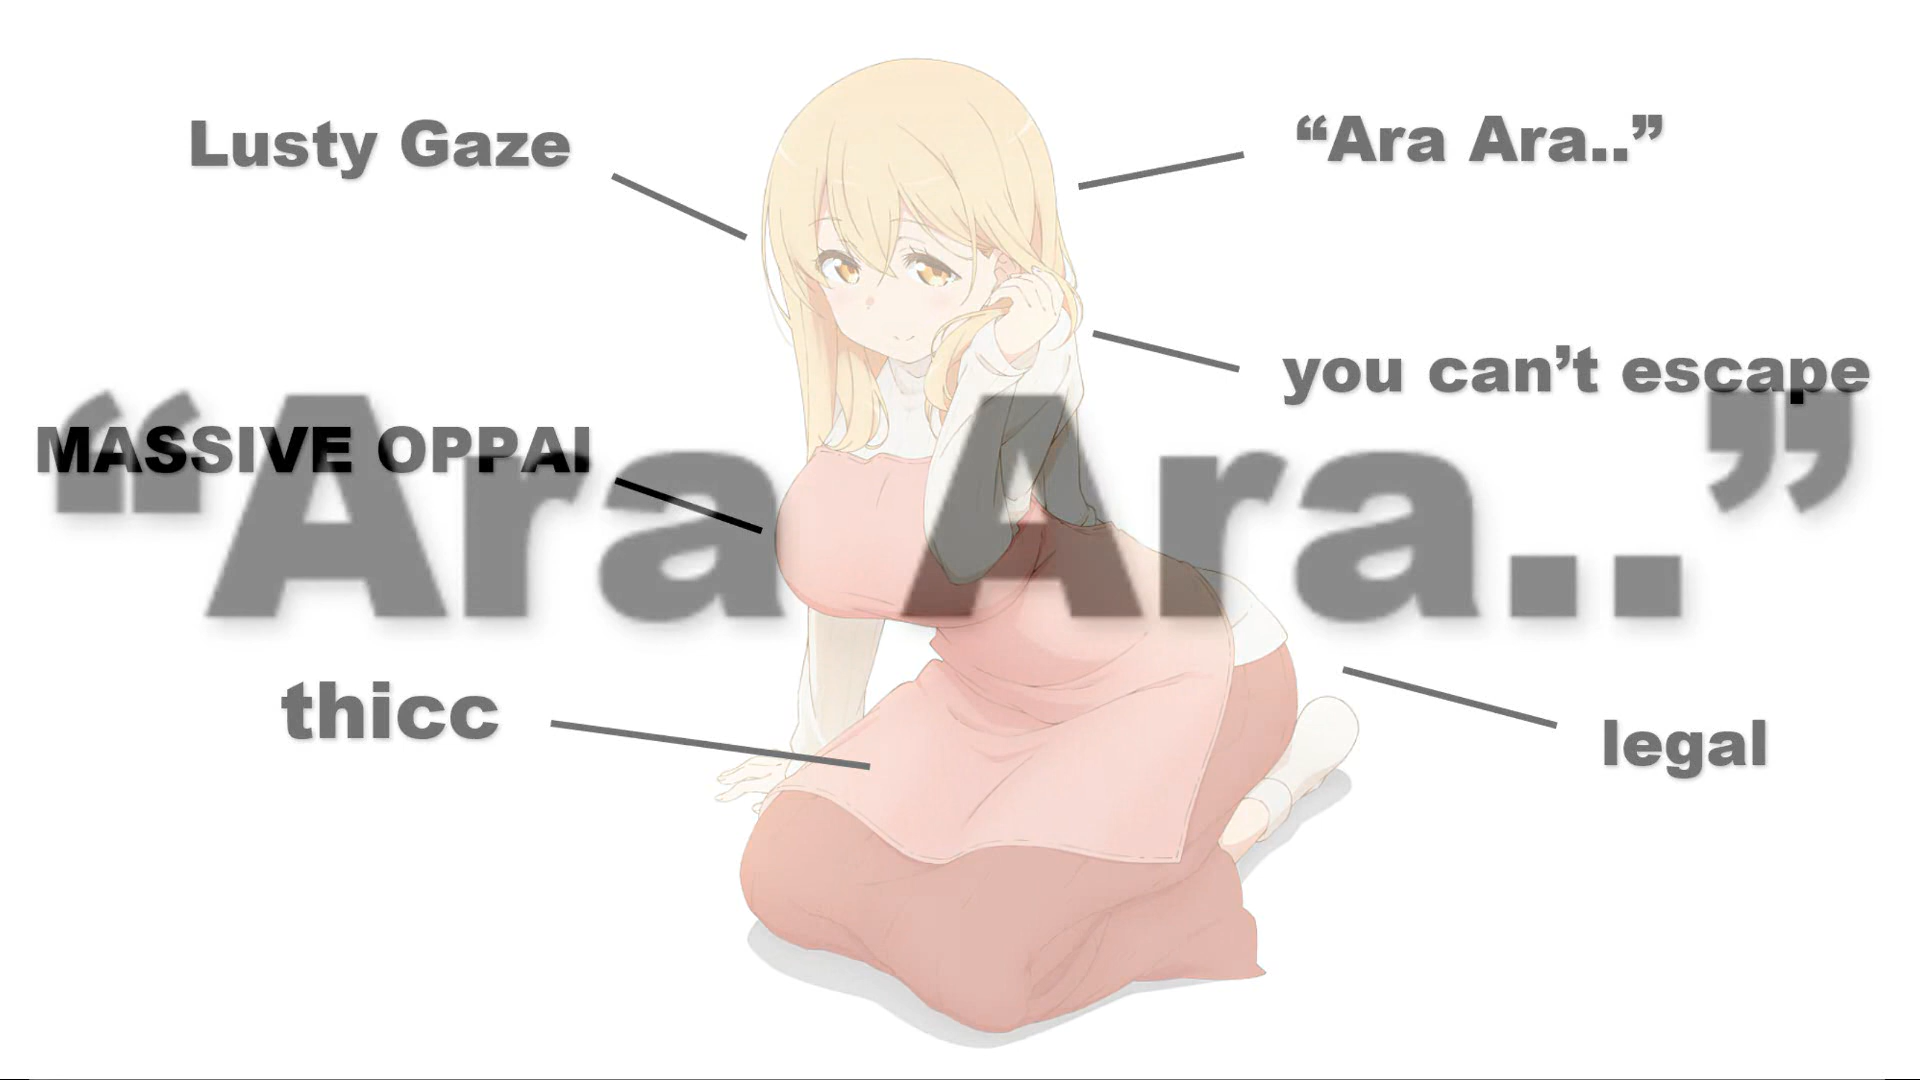 Lusty Gaze
“Ara Ara..”
you can’t escape
MASSIVE OPPAI
“Ara Ara..”
thicc
legal